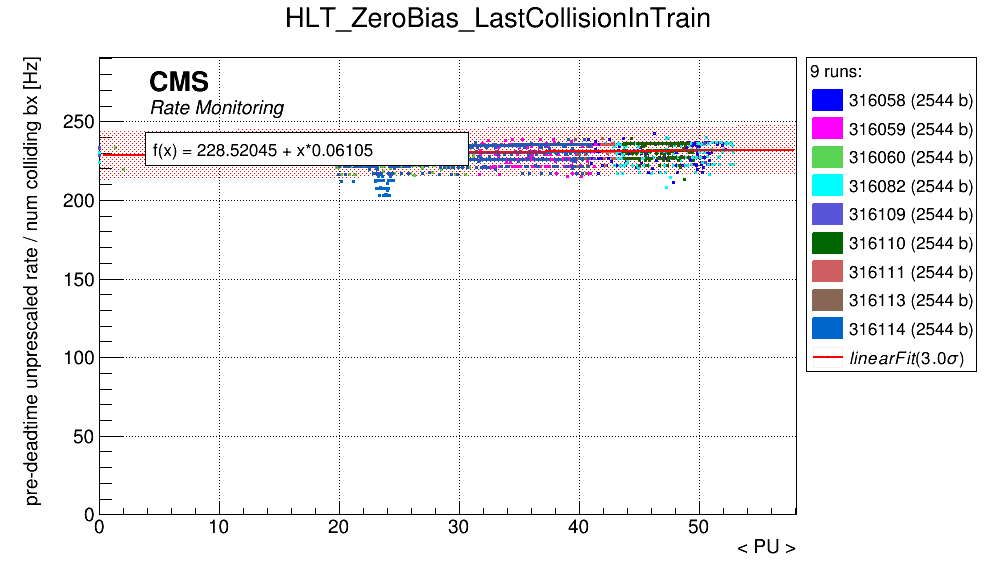 HLT_ZeroBias_LastCollisionInTrain
pre-deadtime unprescaled rate / num colliding bx [Hz]
CMS
Rate Monitoring
f(x) = 228.52045 + x*0.06105
250
200
150
100
50
0
0 10 20 30 40 50
< PU >
9 runs:
316058 (2544 b)
316059 (2544 b)
316060 (2544 b)
316082 (2544 b)
316109 (2544 b)
316110 (2544 b)
316111 (2544 b)
316113 (2544 b)
316114 (2544 b)
linearFit(3.0σ)